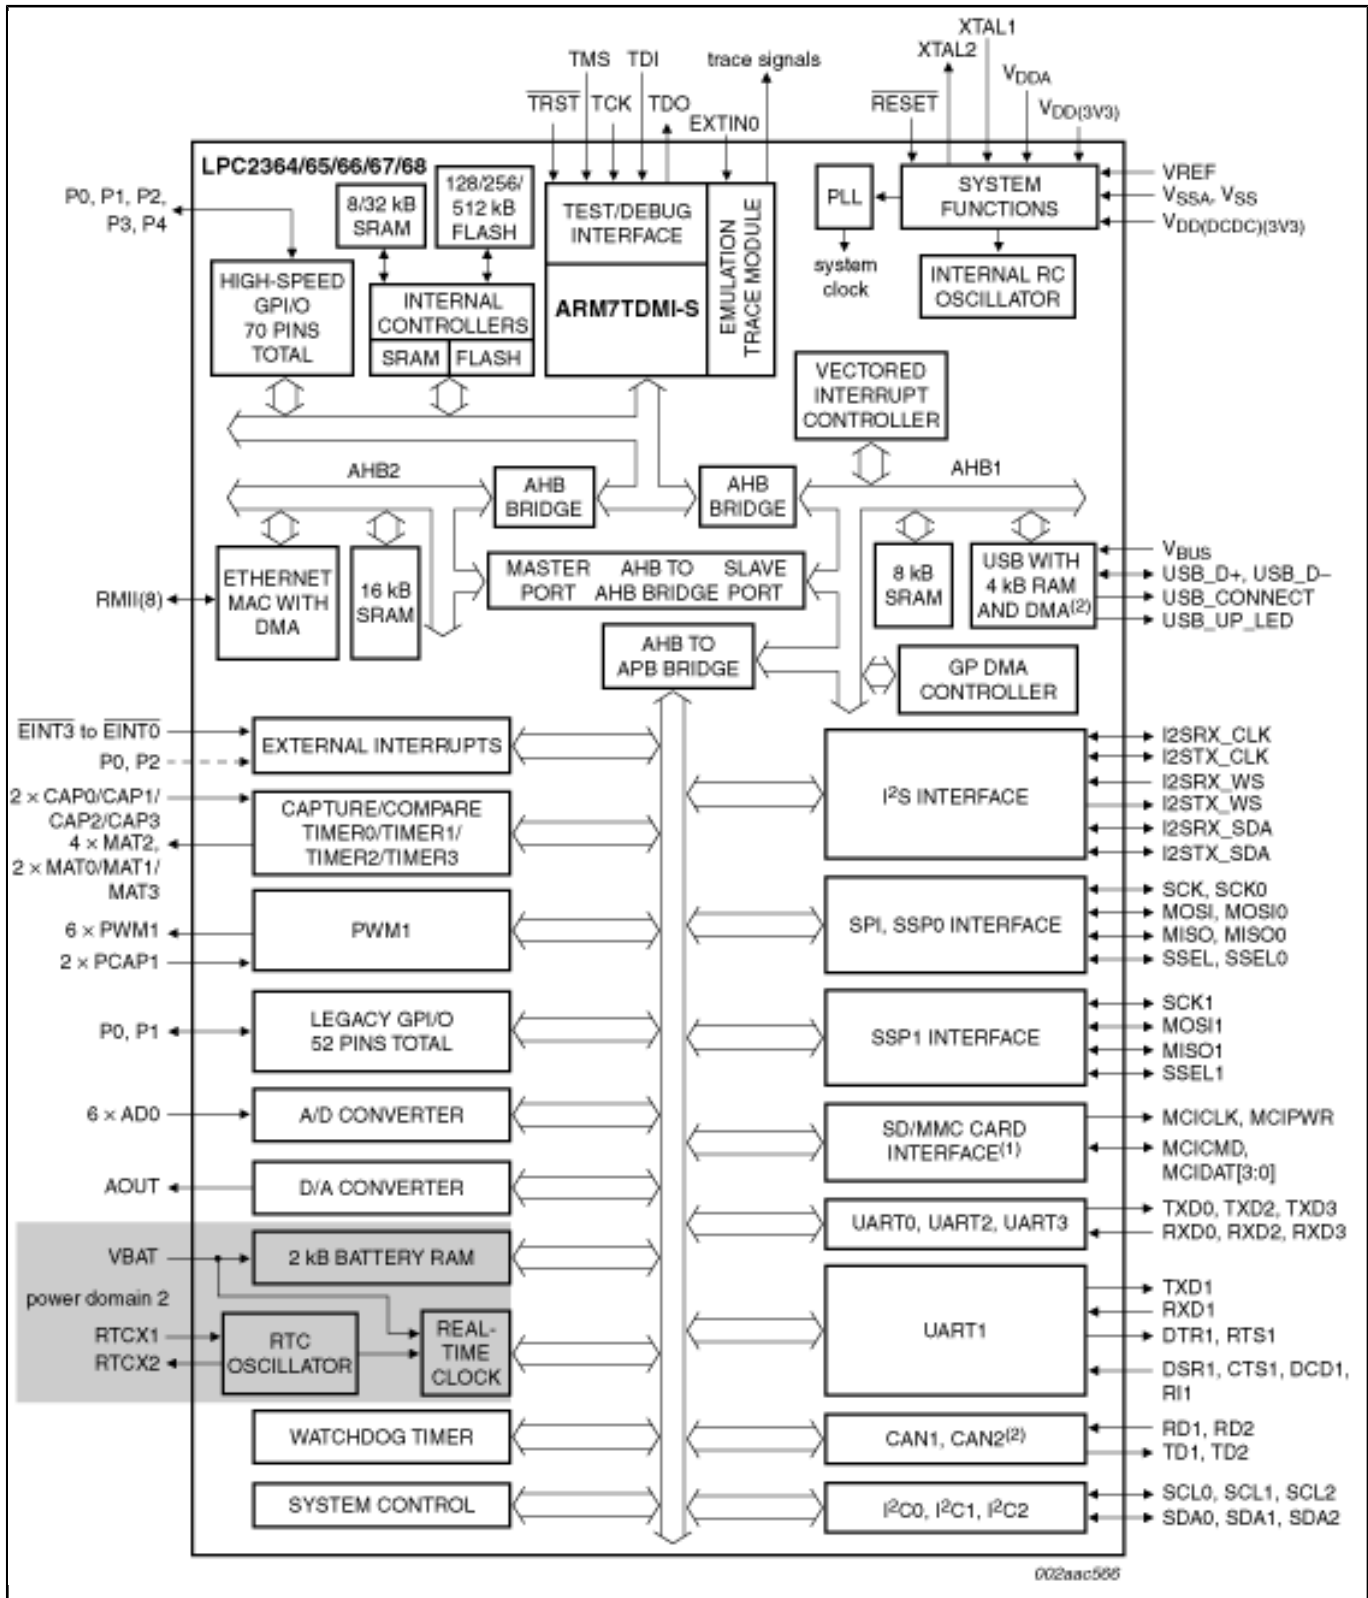 XTAL1
XTAL2
TMS TDI
trace signals
VDDA
TRST TCK TDO
RESET
VDD(3V3)
EXTIN0
LPC2364/65/66/67/68
P0, P1, P2,
P3, P4
8/32 kB
SRAM
128/256/
512 kB
FLASH
TEST/DEBUG
INTERFACE
EMULATION
TRACE MODULE
PLL
SYSTEM
FUNCTIONS
VREF
VSSA, VSS
VDD(DCDC)(3V3)
system
clock
HIGH-SPEED
GPI/O
70 PINS
TOTAL
INTERNAL
CONTROLLERS
SRAM FLASH
ARM7TDMI-S
INTERNAL RC
OSCILLATOR
VECTORED
INTERRUPT
CONTROLLER
AHB2
AHB
BRIDGE
AHB
BRIDGE
AHB1
RMII(8)
ETHERNET
MAC WITH
DMA
16 kB
SRAM
MASTER AHB TO SLAVE
PORT AHB BRIDGE PORT
8 kB
SRAM
USB WITH
4 kB RAM
AND DMA(2)
VBUS
USB_D+, USB_D−
USB_CONNECT
USB_UP_LED
AHB TO
APB BRIDGE
GP DMA
CONTROLLER
EINT3 to EINT0
P0, P2
EXTERNAL INTERRUPTS
I2S INTERFACE
I2SRX_CLK
I2STX_CLK
I2SRX_WS
I2STX_WS
I2SRX_SDA
I2STX_SDA
2 × CAP0/CAP1/
CAP2/CAP3
4 × MAT2,
2 × MAT0/MAT1/
MAT3
CAPTURE/COMPARE
TIMER0/TIMER1/
TIMER2/TIMER3
6 × PWM1
2 × PCAP1
PWM1
SPI, SSP0 INTERFACE
SCK, SCK0
MOSI, MOSI0
MISO, MISO0
SSEL, SSEL0
P0, P1
LEGACY GPI/O
52 PINS TOTAL
SSP1 INTERFACE
SCK1
MOSI1
MISO1
SSEL1
6 × AD0
A/D CONVERTER
SD/MMC CARD
INTERFACE(1)
MCICLK, MCIPWR
MCICMD,
MCIDAT[3:0]
AOUT
D/A CONVERTER
UART0, UART2, UART3
TXD0, TXD2, TXD3
RXD0, RXD2, RXD3
VBAT
2 kB BATTERY RAM
power domain 2
RTCX1
RTCX2
RTC
OSCILLATOR
REAL-
TIME
CLOCK
UART1
TXD1
RXD1
DTR1, RTS1
DSR1, CTS1, DCD1,
RI1
WATCHDOG TIMER
CAN1, CAN2(2)
RD1, RD2
TD1, TD2
SYSTEM CONTROL
I2C0, I2C1, I2C2
SCL0, SCL1, SCL2
SDA0, SDA1, SDA2
002aac566